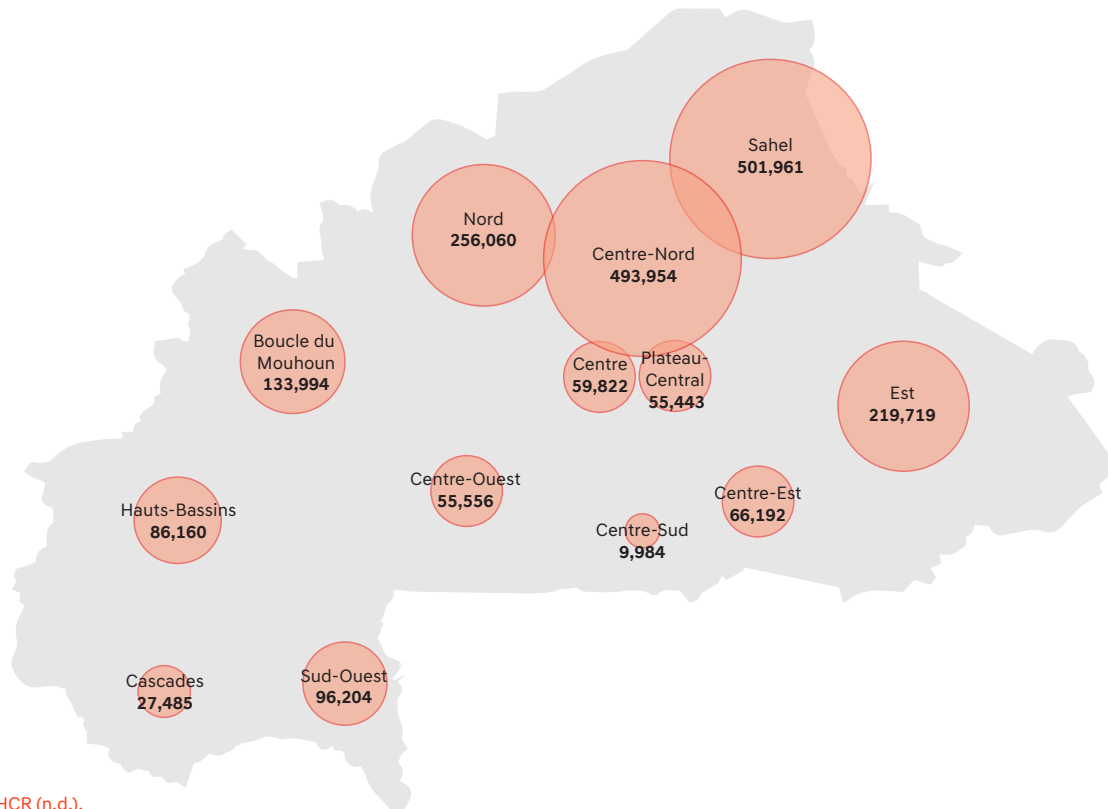 Sahel
501,961
Nord
256,060
Centre-Nord
493,954
Boucle du
Mouhoun
133,994
Centre
59,822
Plateau-
Central
55,443
Est
219,719
Centre-Ouest
55,556
Centre-Est
66,192
Hauts-Bassins
86,160
Centre-Sud
9,984
Cascades
27,485
Sud-Ouest
96,204
HCR (n.d.).